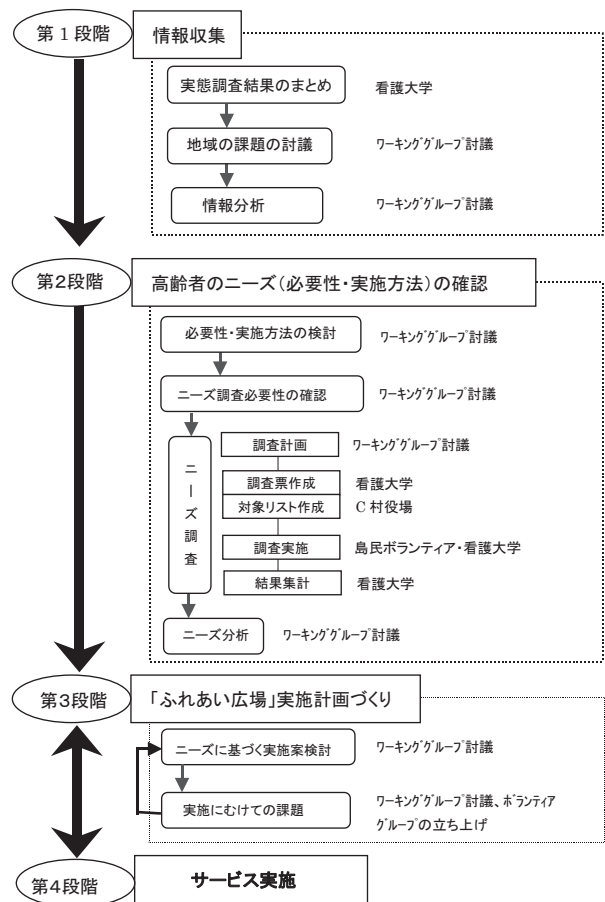 第１段階
情報収集
実態調査結果のまとめ
看護大学
地域の課題の討議
ﾜｰｷﾝｸﾞｸﾞﾙｰﾌﾟ討議
情報分析
ﾜｰｷﾝｸﾞｸﾞﾙｰﾌﾟ討議
第２段階
高齢者のニーズ（必要性・実施方法）の確認
必要性・実施方法の検討
ﾜｰｷﾝｸﾞｸﾞﾙｰﾌﾟ討議
ニーズ調査必要性の確認
ﾜｰｷﾝｸﾞｸﾞﾙｰﾌﾟ討議
ニーズ調査
調査計画
ﾜｰｷﾝｸﾞｸﾞﾙｰﾌﾟ討議
調査票作成
看護大学
対象リスト作成
C 村役場
調査実施
島民ボランティア・看護大学
結果集計
看護大学
ニーズ分析
ﾜｰｷﾝｸﾞｸﾞﾙｰﾌﾟ討議
第３段階
「ふれあい広場」実施計画づくり
ニーズに基づく実施案検討
ﾜｰｷﾝｸﾞｸﾞﾙｰﾌﾟ討議
実施にむけての課題
ﾜｰｷﾝｸﾞｸﾞﾙｰﾌﾟ討議、ﾎﾞﾗﾝﾃｨｱ
ｸﾞﾙｰﾌﾟの立ち上げ
第４段階
サービス実施